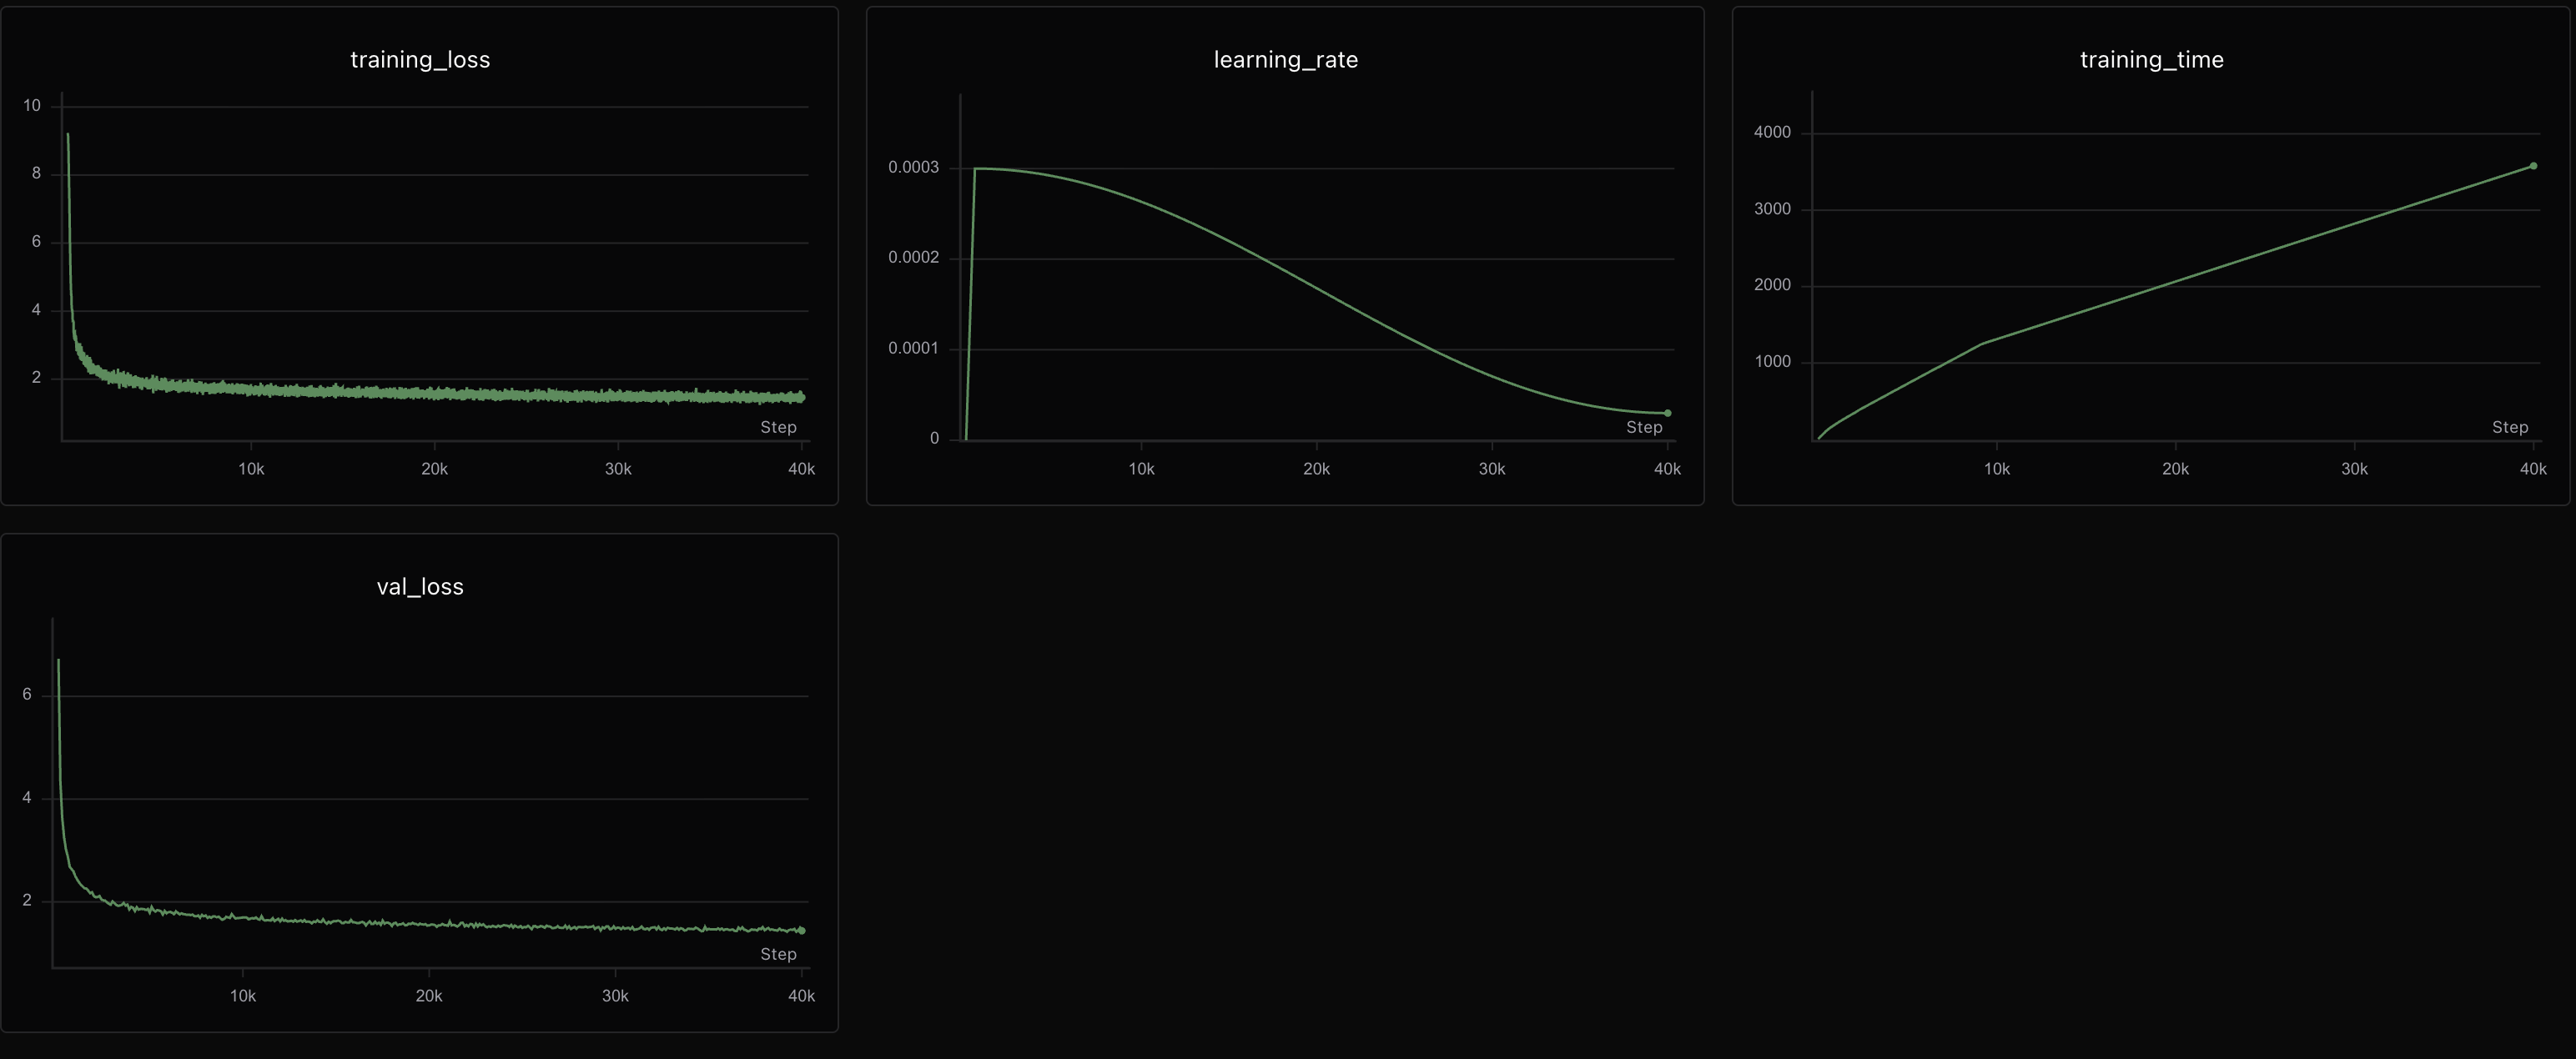 training_loss
10
8
6
4
2
Step
10k 20k 30k 40k
learning_rate
0.0003
0.0002
0.0001
0
Step
10k 20k 30k 40k
training_time
4000
3000
2000
1000
Step
10k 20k 30k 40k
val_loss
6
4
2
Step
10k 20k 30k 40k